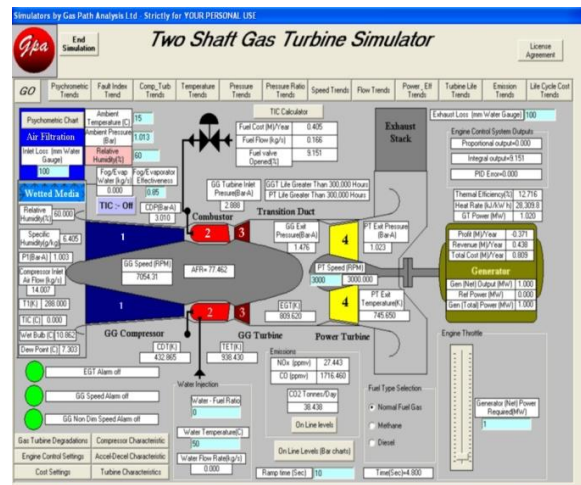 Simulators by Gas Path Analysis Ltd - Strictly for YOUR PERSONAL USE
Gpa
End Simulation
Two Shaft Gas Turbine Simulator
License Agreement
GO
Psychometric Trends
Fault Index Trend
Comp_Turb Trends
Temperature Trends
Pressure Trends
Pressure Ratio Trends
Speed Trends
Flow Trends
Power_Eff Trends
Turbine Life Trends
Emission Trends
Life Cycle Cost Trends
Psychometric Chart
Ambient Temperature (C) 15
Air Filtration
Ambient Pressure (Bar) 1.013
Inlet Loss (mm Water Gauge)
100
Relative Humidity(%) 60
Fog/Evap Water (kg/s)
0.000
Fog/Evaporator Effectiveness
0.85
Wetted Media
TIC :- Off
CDP(Bar-A)
3.010
TIC Calculator
Fuel Cost (M)/Year 0.405
Fuel Flow (kg/s) 0.166
Fuel valve Opened(%) 9.151
GG Turbine Inlet Pressure(Bar-A)
2.888
GGT Life Greater Than 300,000 Hours
PT Life Greater Than 300,000 Hours
Exhaust Stack
Exhaust Loss (mm Water Gauge) 100
Engine Control System Outputs
Proportional output=0.000
Integral output=9.151
PID Error=0.000
Relative Humidity(%) 60.000
Specific Humidity(g/kg) 6.405
P1(Bar-A) 1.003
Compressor Inlet Air Flow (kg/s)
14.007
T1(K) 288.000
TIC (C) 0.000
Wet Bulb (C) 10.862
Dew Point (C) 7.303
Combustor
Transition Duct
1
2
3
4
GG Exit Pressure(Bar-A)
1.476
PT Exit Pressure (Bar-A)
1.023
GG Speed (RPM)
7054.31
AFR= 77.462
PT Speed (RPM)
3000 3000.000
EGT(K)
809.620
PT Exit Temperature(K)
745.650
1
2
3
4
Thermal Efficiency(%) 12.716
Heat Rate (kJ/kW h) 28,309.8
GT Power (MW) 1.020
Profit (M)/Year -0.371
Revenue (M)/Year 0.438
Total Cost (M)/Year 0.809
Generator
Gen (Net) Output (MW) 1.000
Ref Power (MW) 0.000
Gen (Total) Power (MW) 1.000
GG Compressor
CDT(K)
432.865
TET(K)
938.430
GG Turbine
Power Turbine
EGT Alarm off
GG Speed Alarm off
GG Non Dim Speed Alarm off
Water Injection
Water - Fuel Ratio
0
Water Temperature(C)
50
Water Flow Rate(kg/s)
0.000
Emissions
NOx (ppmv) 27.443
CO (ppmv) 1716.460
CO2 Tonnes/Day
38.438
On Line levels
On Line Levels (Bar charts)
Fuel Type Selection
Normal Fuel Gas
Methane
Diesel
Engine Throttle
Generator (Net) Power Required(MW)
1
Gas Turbine Degradations
Compressor Characteristic
Engine Control Settings
Accel-Decel Characteristic
Cost Settings
Turbine Characteristics
Ramp time (Sec) 10
Time(Sec)=4.800